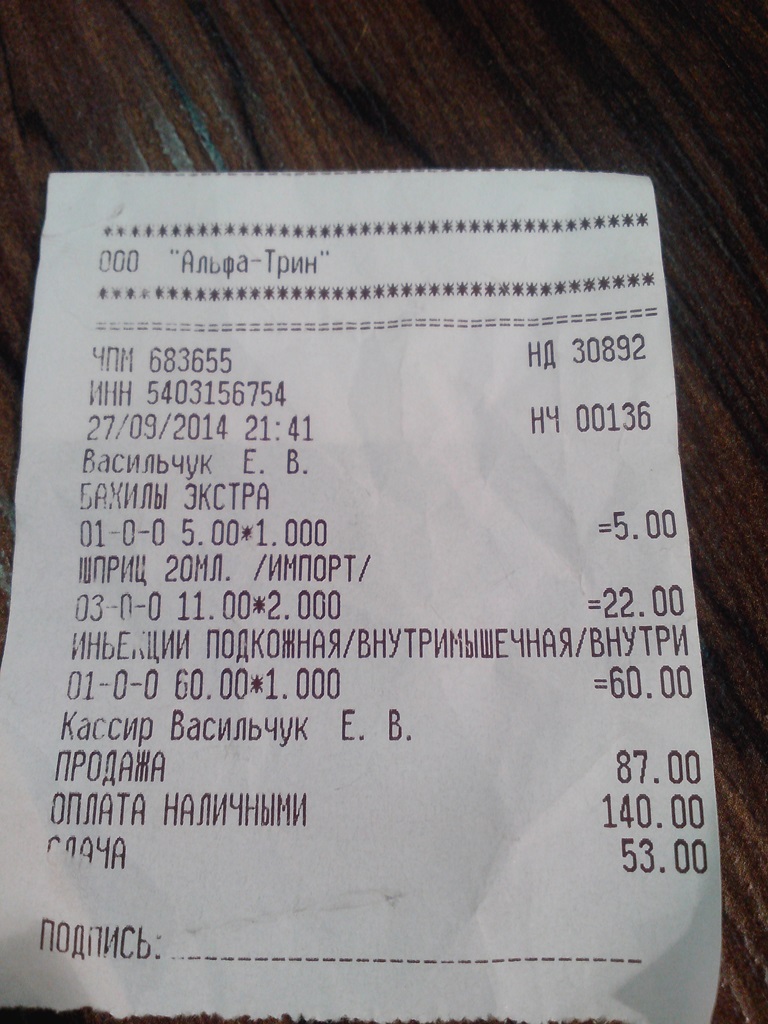 ***************************************
ООО "Альфа-Трин"
***************************************
==========================================
ЧПМ 683655 НД 30892
ИНН 5403156754
27/09/2014 21:41 НЧ 00136
Васильчук Е. В.
БАХИЛЫ ЭКСТРА
01-0-0 5.00*1.000 =5.00
ШПРИЦ 20МЛ. /ИМПОРТ/
03-0-0 11.00*2.000 =22.00
ИНЬЕКЦИИ ПОДКОЖНАЯ/ВНУТРИМЫШЕЧНАЯ/ВНУТРИ
01-0-0 60.00*1.000 =60.00
Кассир Васильчук Е. В.
ПРОДАЖА 87.00
ОПЛАТА НАЛИЧНЫМИ 140.00
СДАЧА 53.00
ПОДПИСЬ: